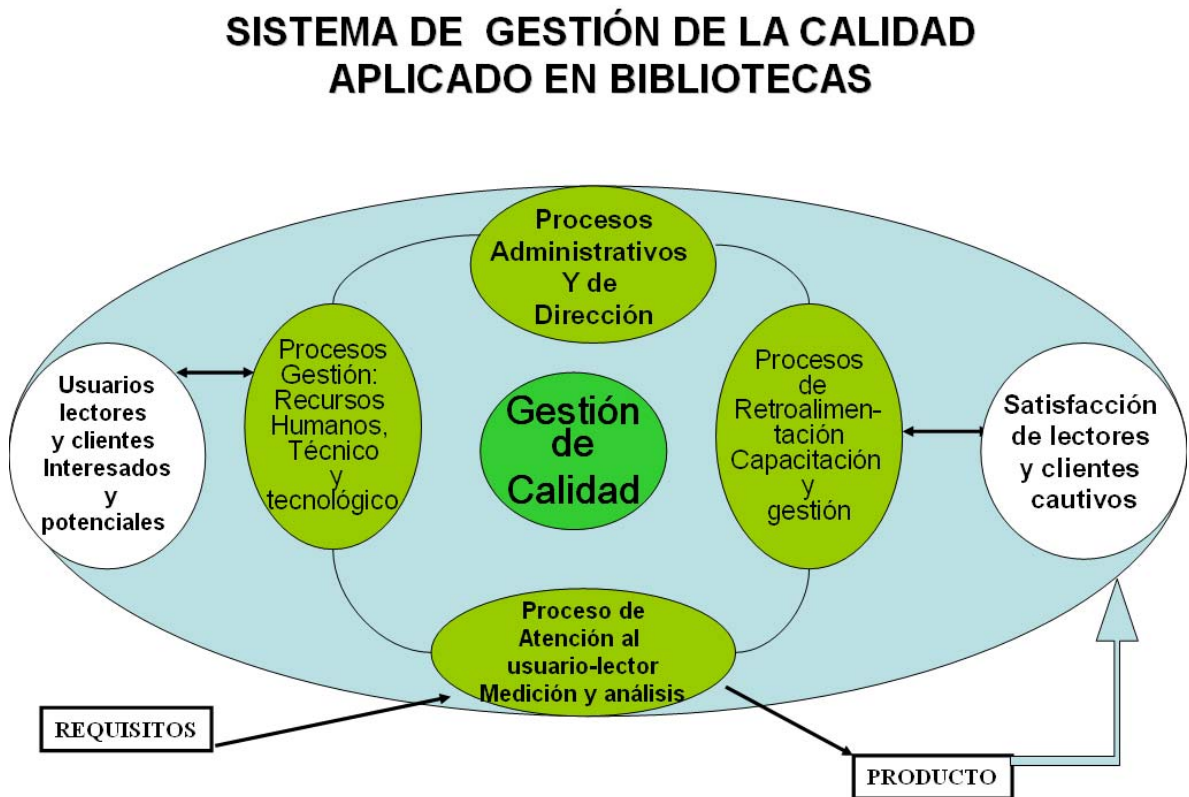 SISTEMA DE GESTIÓN DE LA CALIDAD
APLICADO EN BIBLIOTECAS
Procesos
Administrativos
Y de
Dirección
Usuarios
lectores
y clientes
Interesados
y
potenciales
Procesos
Gestión:
Recursos
Humanos,
Técnico
y
tecnológico
Gestión
de
Calidad
Procesos
de
Retroalimen-
tación
Capacitación
y
gestión
Satisfacción
de lectores
y clientes
cautivos
Proceso de
Atención al
usuario-lector
Medición y análisis
REQUISITOS
PRODUCTO